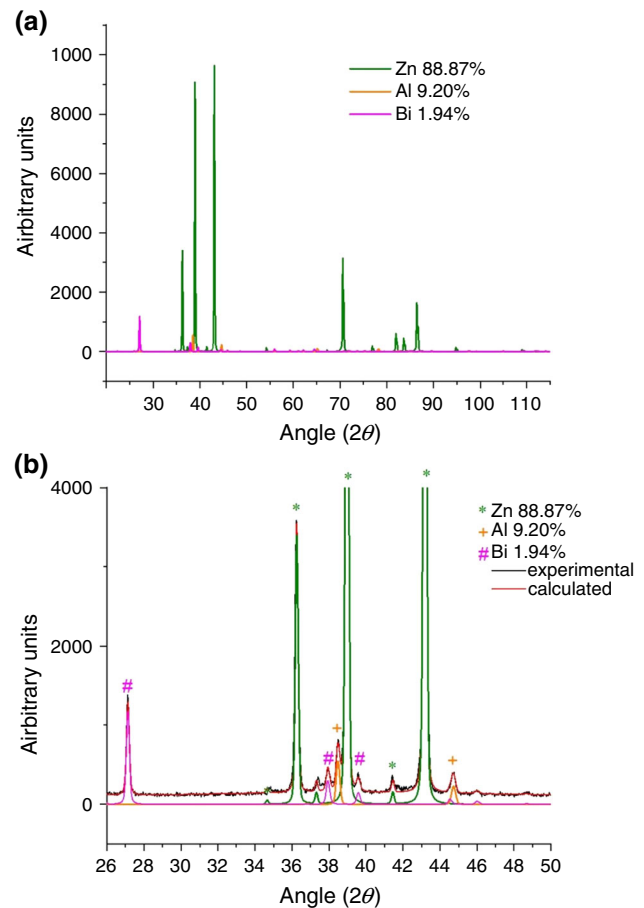 (a)
10000
8000
6000
4000
2000
0
Airbitrary units
Zn 88.87%
Al 9.20%
Bi 1.94%
30 40 50 60 70 80 90 100 110
Angle (2θ)
(b)
4000
2000
0
Airbitrary units
* Zn 88.87%
+ Al 9.20%
# Bi 1.94%
experimental
calculated
*
*
*
#
*
#
+
#
*
+
26 28 30 32 34 36 38 40 42 44 46 48 50
Angle (2θ)